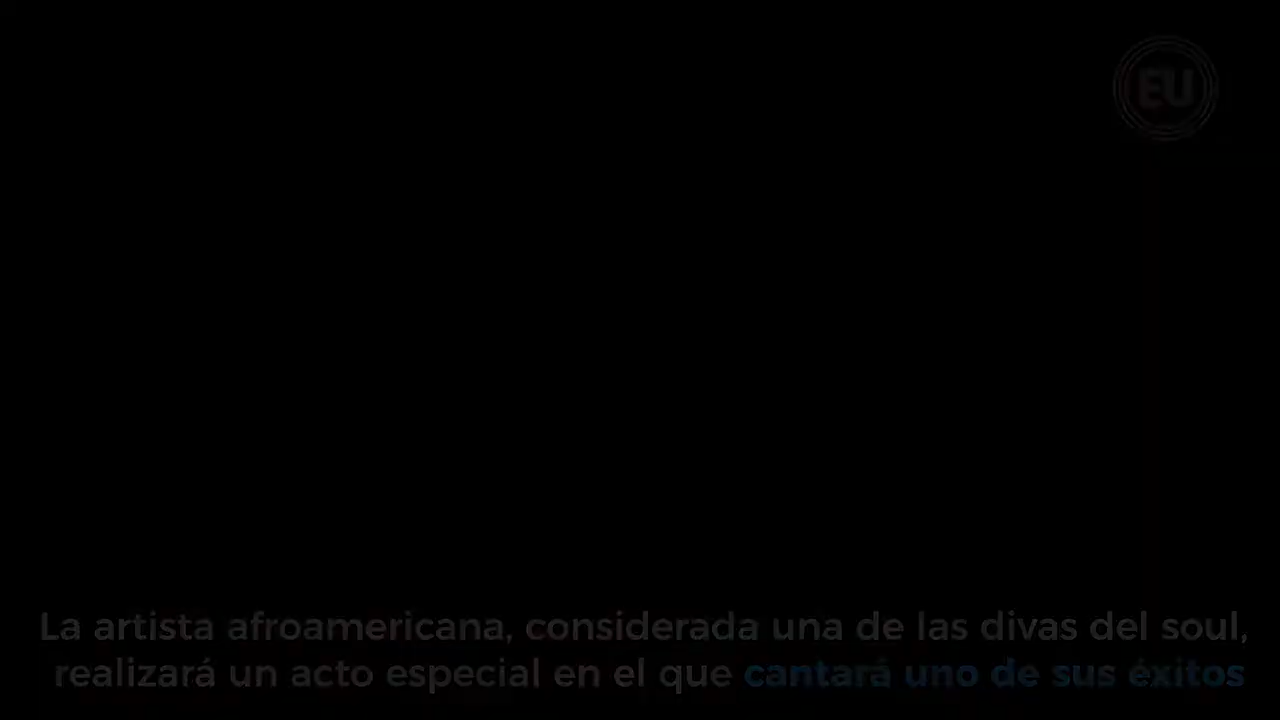 EU
La artista afroamericana, considerada una de las divas del soul,
realizará un acto especial en el que cantará uno de sus éxitos